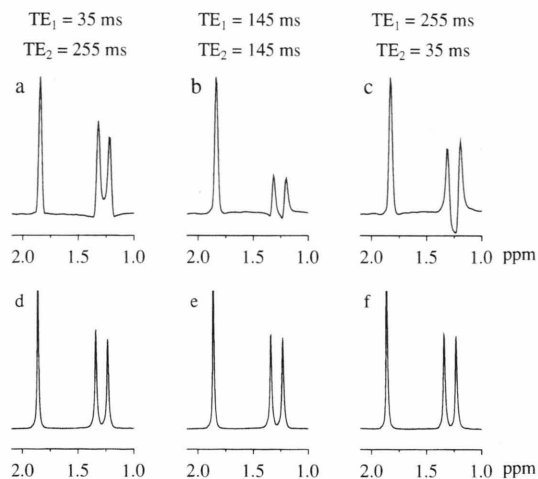 TE₁ = 35 ms TE₁ = 145 ms TE₁ = 255 ms
TE₂ = 255 ms TE₂ = 145 ms TE₂ = 35 ms
a b c
2.0 1.5 1.0 2.0 1.5 1.0 2.0 1.5 1.0 ppm
d e f
2.0 1.5 1.0 2.0 1.5 1.0 2.0 1.5 1.0 ppm